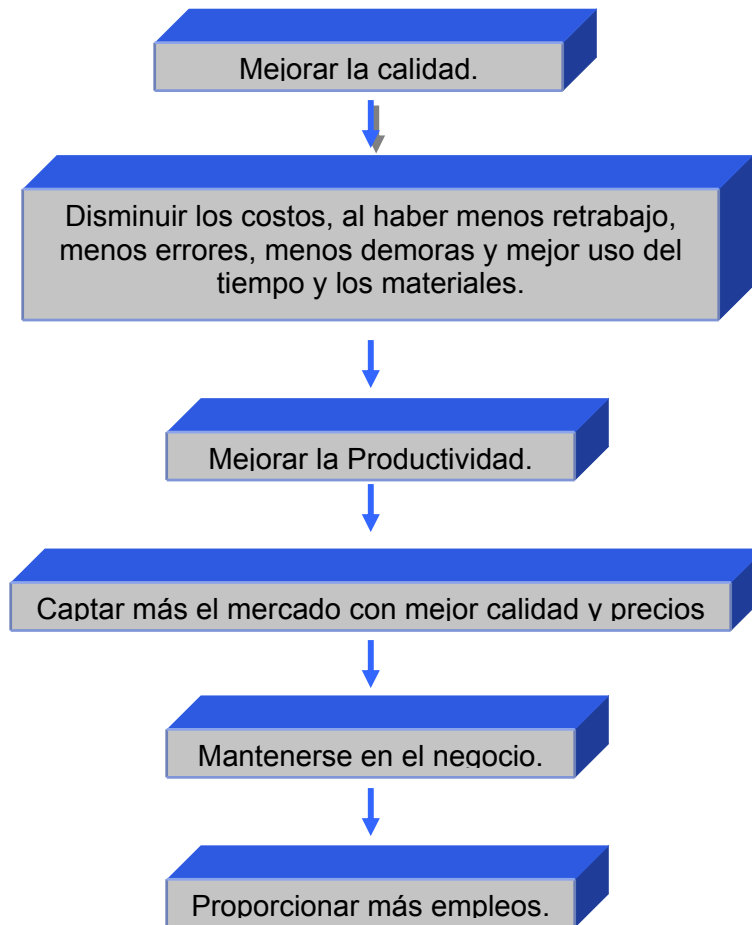 Mejorar la calidad.
Disminuir los costos, al haber menos retrabajo,
menos errores, menos demoras y mejor uso del
tiempo y los materiales.
Mejorar la Productividad.
Captar más el mercado con mejor calidad y precios
Mantenerse en el negocio.
Proporcionar más empleos.